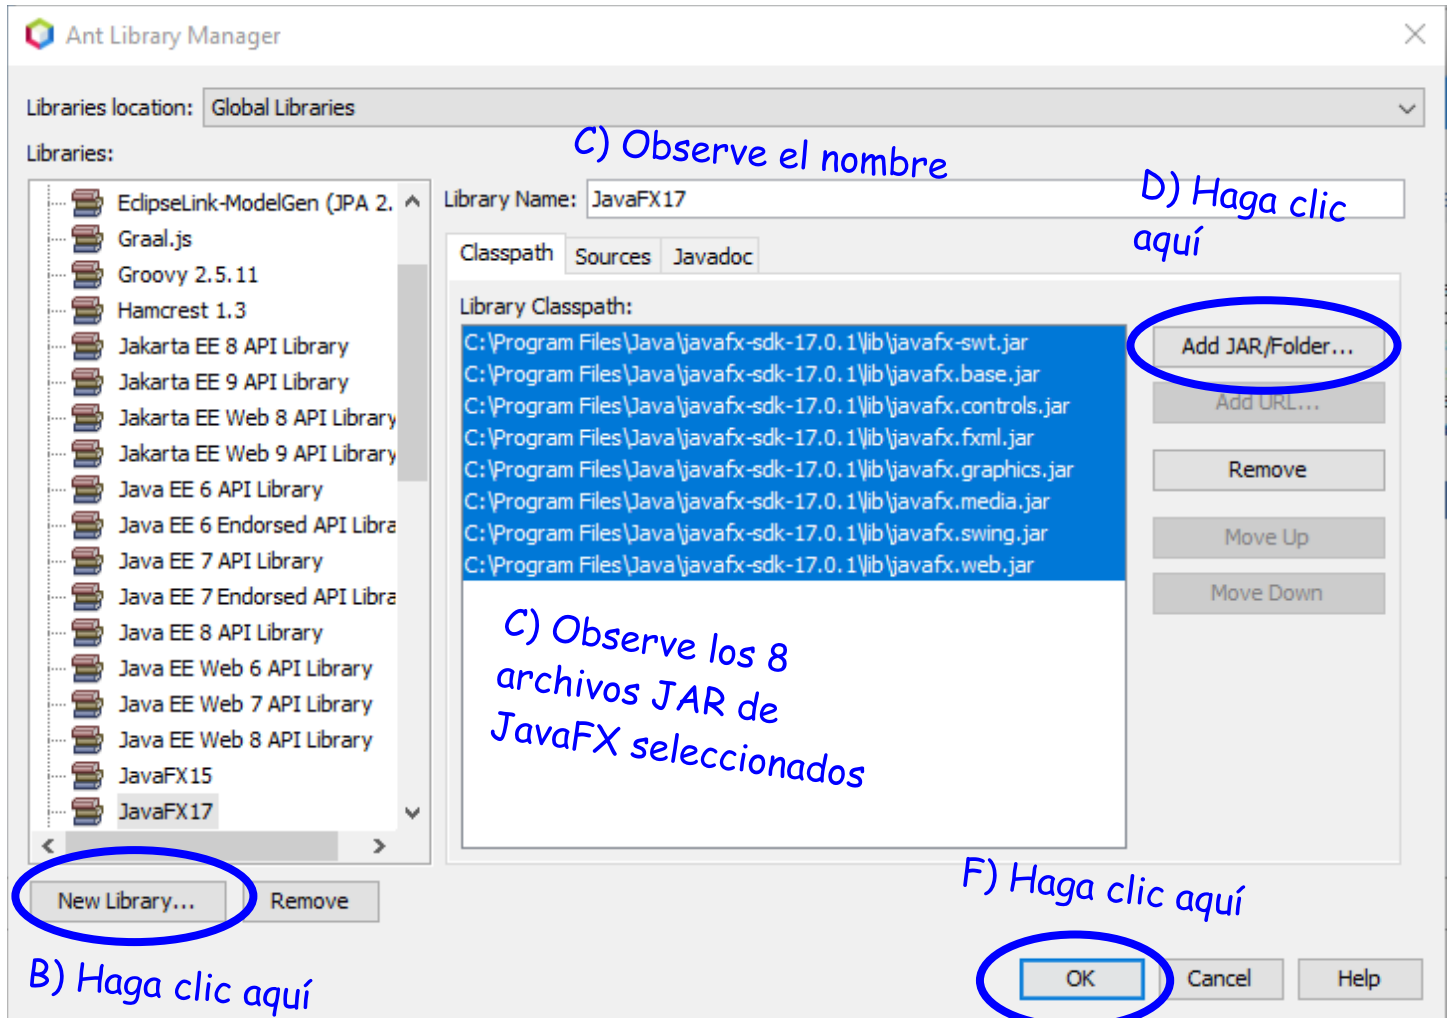 Ant Library Manager
Libraries location: Global Libraries
Libraries:
C) Observe el nombre
Library Name: JavaFX17
D) Haga clic
aquí
EclipseLink-ModelGen (JPA 2.
Graal.js
Groovy 2.5.11
Hamcrest 1.3
Jakarta EE 8 API Library
Jakarta EE 9 API Library
Jakarta EE Web 8 API Library
Jakarta EE Web 9 API Library
Java EE 6 API Library
Java EE 6 Endorsed API Libra
Java EE 7 API Library
Java EE 7 Endorsed API Libra
Java EE 8 API Library
Java EE Web 6 API Library
Java EE Web 7 API Library
Java EE Web 8 API Library
JavaFX15
JavaFX17
New Library... Remove
B) Haga clic aquí
Classpath Sources Javadoc
Library Classpath:
C:\Program Files\Java\javafx-sdk-17.0.1\lib\javafx-swt.jar
C:\Program Files\Java\javafx-sdk-17.0.1\lib\javafx.base.jar
C:\Program Files\Java\javafx-sdk-17.0.1\lib\javafx.controls.jar
C:\Program Files\Java\javafx-sdk-17.0.1\lib\javafx.fxml.jar
C:\Program Files\Java\javafx-sdk-17.0.1\lib\javafx.graphics.jar
C:\Program Files\Java\javafx-sdk-17.0.1\lib\javafx.media.jar
C:\Program Files\Java\javafx-sdk-17.0.1\lib\javafx.swing.jar
C:\Program Files\Java\javafx-sdk-17.0.1\lib\javafx.web.jar
C) Observe los 8
archivos JAR de
JavaFX seleccionados
Add JAR/Folder...
Add URL...
Remove
Move Up
Move Down
F) Haga clic aquí
OK Cancel Help